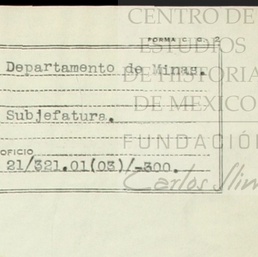 CENTRO DE
ESTUDIOS
DE HISTORIA
DE MEXICO
FUNDACIÓN
Carlos Slim
FORMA C G. 2
Departamento de Minas.
Subjefatura.
OFICIO
21/321.01(03)/-300.